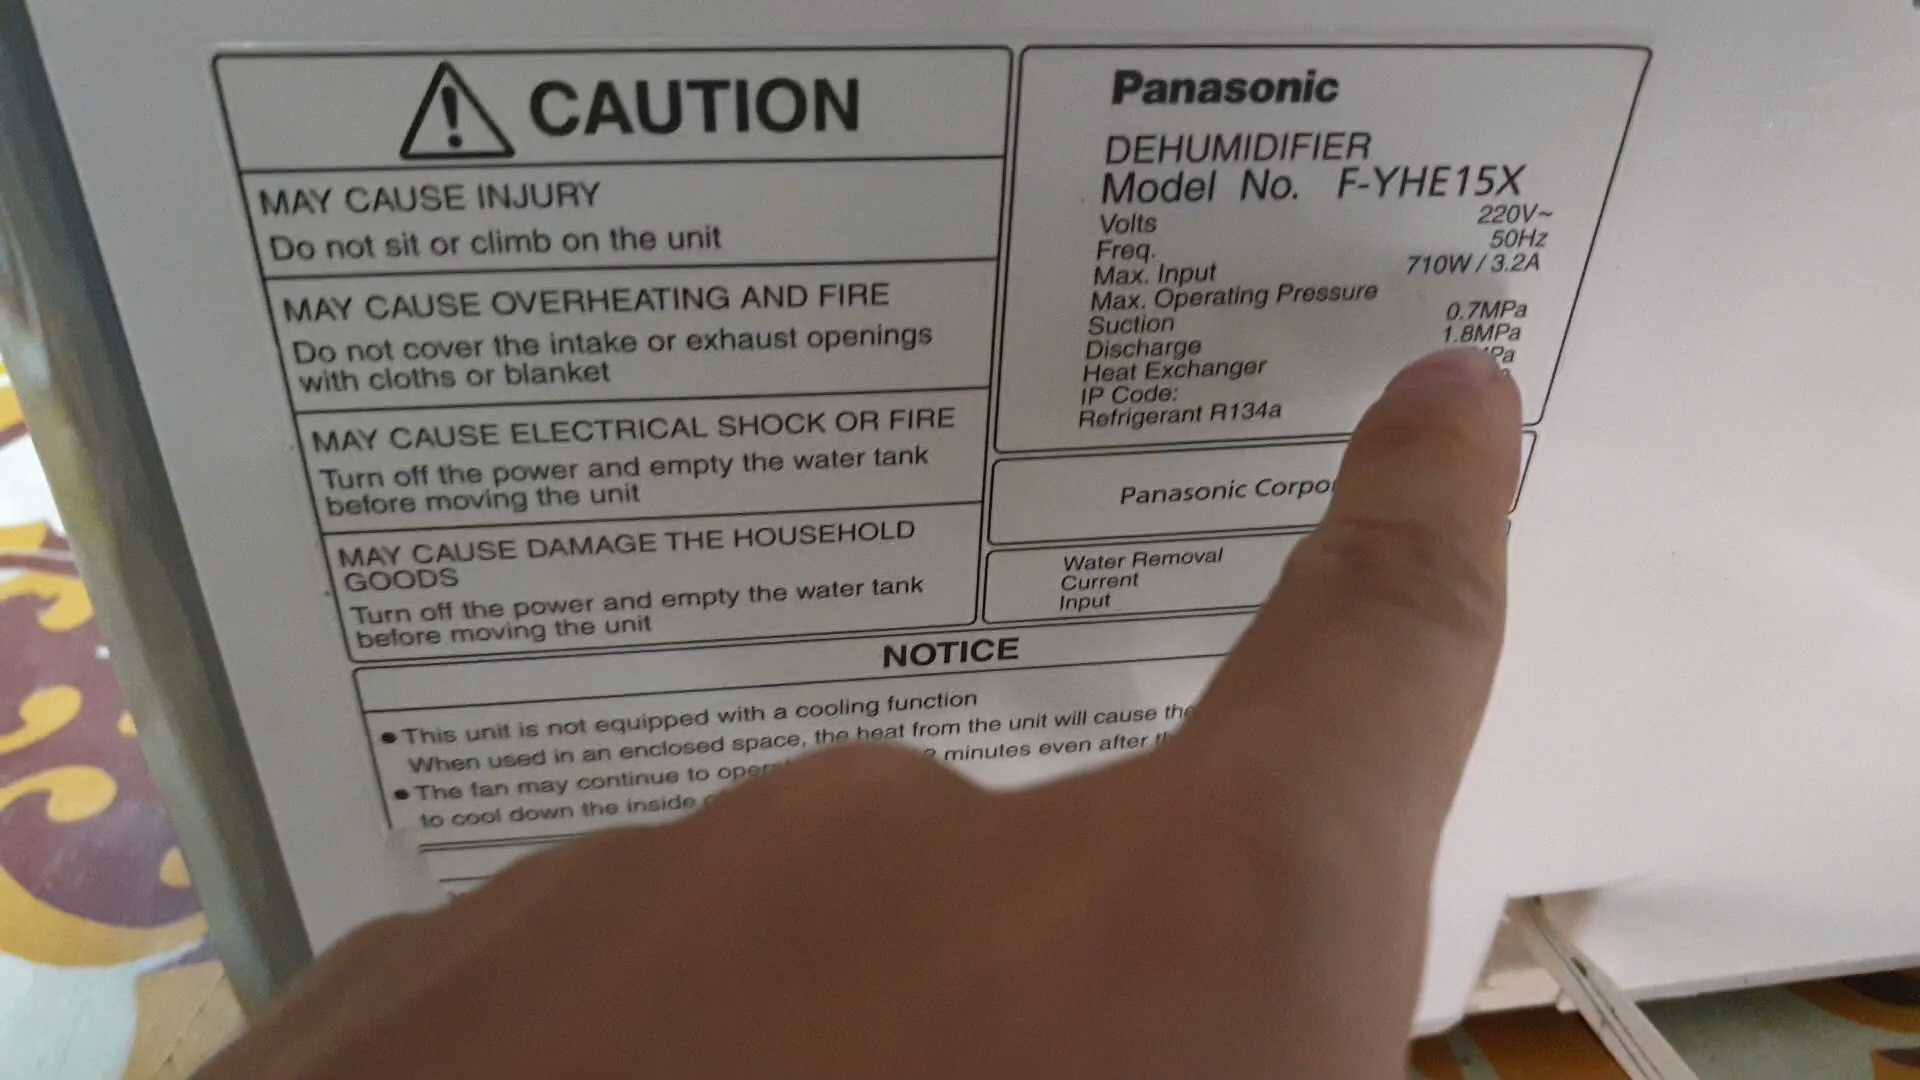 CAUTION
MAY CAUSE INJURY
Do not sit or climb on the unit
MAY CAUSE OVERHEATING AND FIRE
Do not cover the intake or exhaust openings
with cloths or blanket
MAY CAUSE ELECTRICAL SHOCK OR FIRE
Turn off the power and empty the water tank
before moving the unit
MAY CAUSE DAMAGE THE HOUSEHOLD
GOODS
Turn off the power and empty the water tank
before moving the unit
Panasonic
DEHUMIDIFIER
Model No. F-YHE15X
Volts 220V~
Freq. 50Hz
Max. Input 710W / 3.2A
Max. Operating Pressure
Suction 0.7MPa
Discharge 1.8MPa
Heat Exchanger
IP Code:
Refrigerant R134a
Panasonic
Water Removal
Current
Input
NOTICE
● This unit is not equipped with a cooling function
When used in an enclosed space, the heat from the unit will cause the
● The fan may continue to minutes even after
to cool down the inside